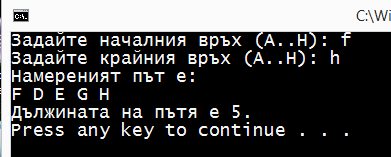 C:\Wi
Задайте началния връх (A..H): f
Задайте крайния връх (A..H): h
Намереният път е:
F D E G H
Дължината на пътя е 5.
Press any key to continue . . .